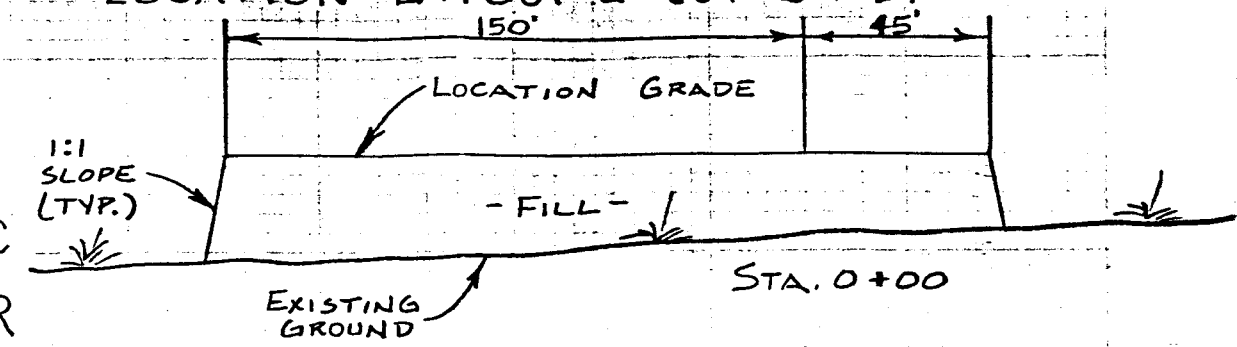 150'
45'
LOCATION GRADE
1:1
SLOPE
(TYP.)
- FILL -
STA. 0+00
EXISTING
GROUND
R